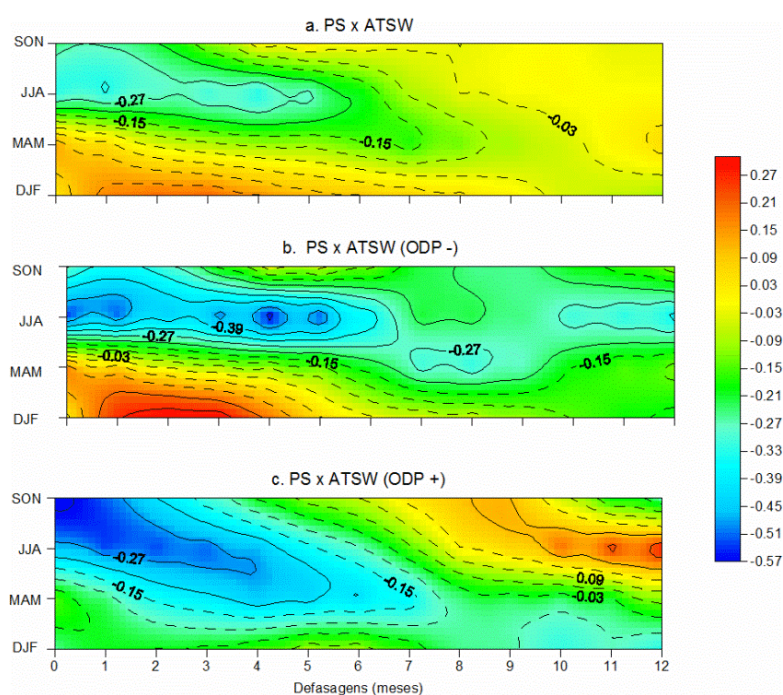 a. PS x ATSW
SON
JJA
MAM
DJF
-0.27
-0.15
-0.15
-0.03
b. PS x ATSW (ODP -)
SON
JJA
MAM
DJF
-0.39
-0.27
-0.03
-0.15
-0.27
-0.15
c. PS x ATSW (ODP +)
SON
JJA
MAM
DJF
-0.27
-0.15
-0.15
0.09
-0.03
0 1 2 3 4 5 6 7 8 9 10 11 12
Defasagens (meses)
0.27
0.21
0.15
0.09
0.03
-0.03
-0.09
-0.15
-0.21
-0.27
-0.33
-0.39
-0.45
-0.51
-0.57